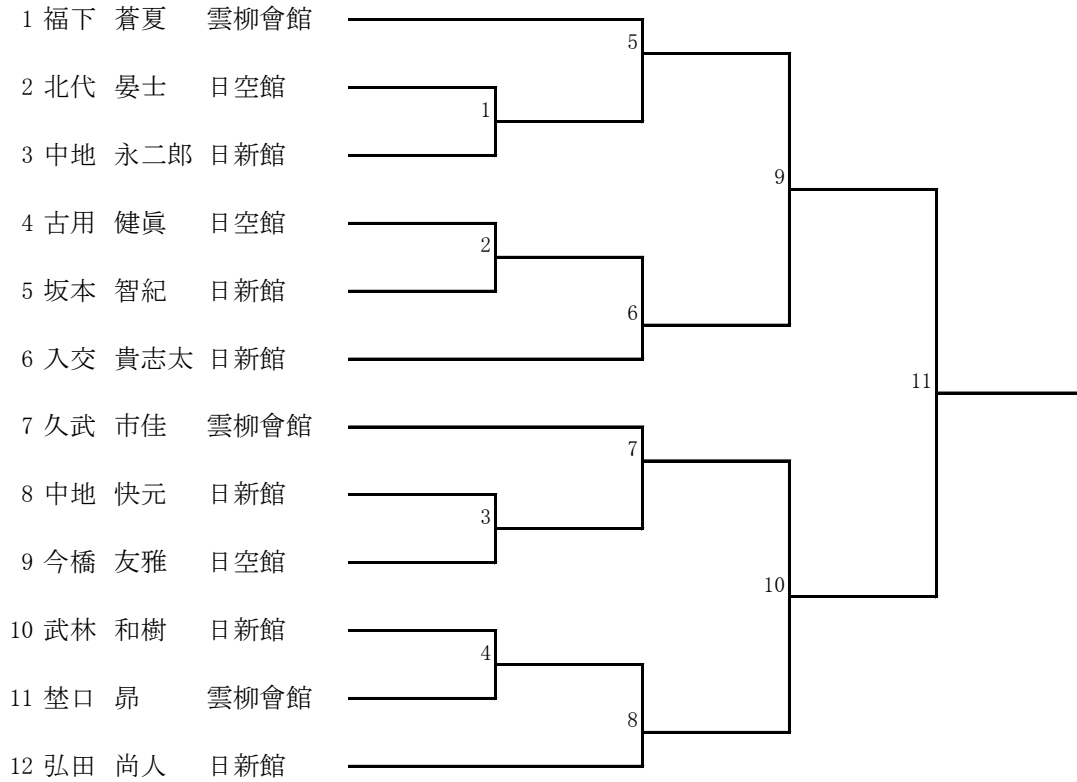 1 福下 蒼夏 雲柳會館
2 北代 晏士 日空館
3 中地 永二郎 日新館
4 古用 健眞 日空館
5 坂本 智紀 日新館
6 入交 貴志太 日新館
7 久武 市佳 雲柳會館
8 中地 快元 日新館
9 今橋 友雅 日空館
10 武林 和樹 日新館
11 埜口 昴 雲柳會館
12 弘田 尚人 日新館
1
2
3
4
5
6
7
8
9
10
11